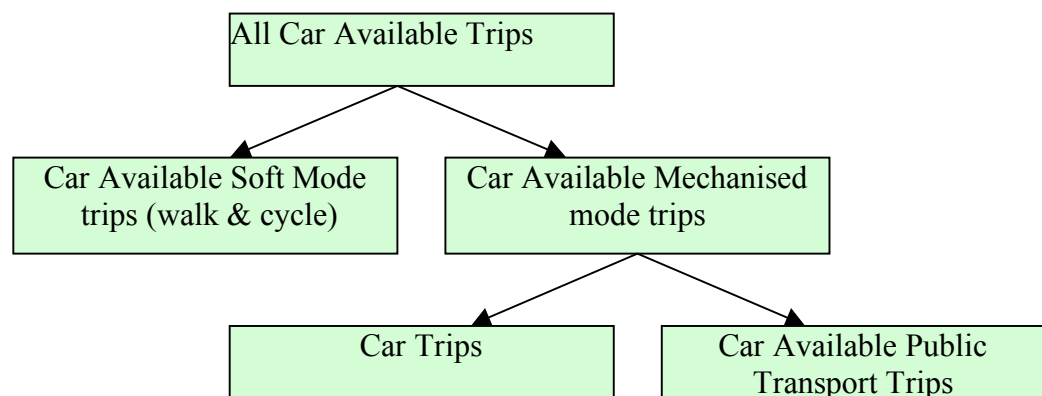 All Car Available Trips
Car Available Soft Mode
trips (walk & cycle)
Car Available Mechanised
mode trips
Car Trips
Car Available Public
Transport Trips